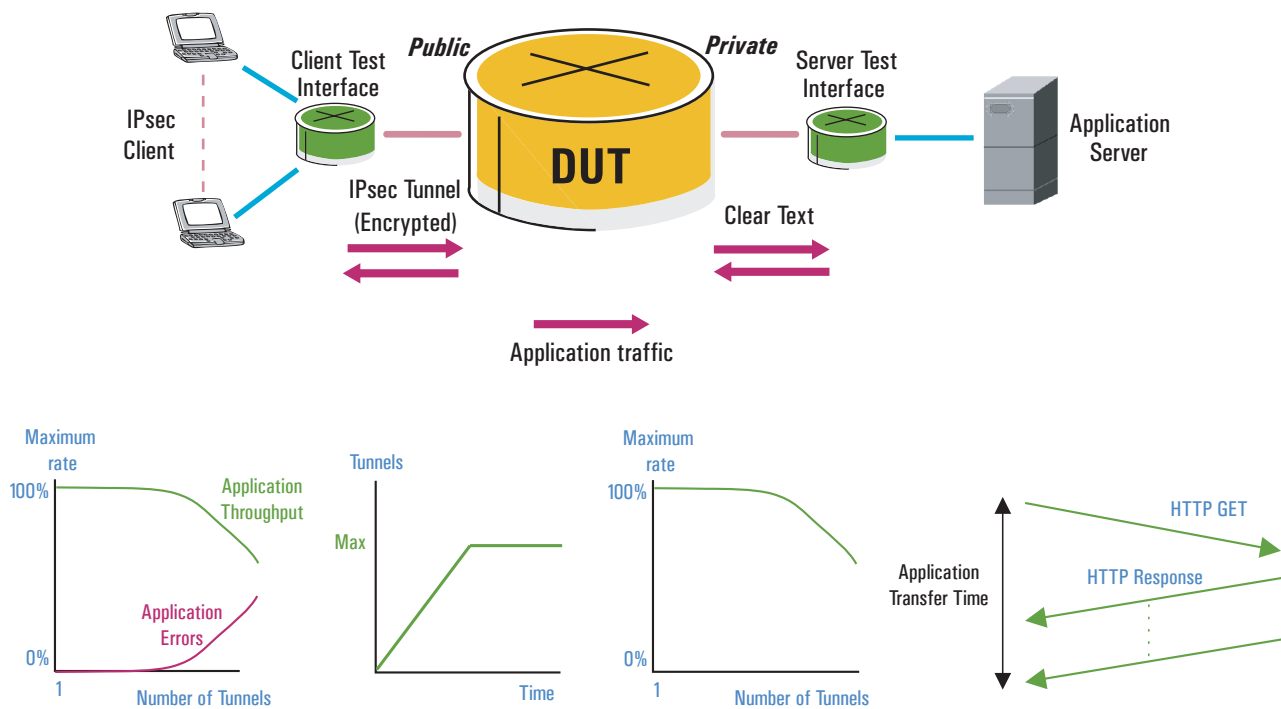 Public
Private
Client Test
Interface
Server Test
Interface
IPsec
Client
DUT
Application
Server
IPsec Tunnel
(Encrypted)
Clear Text
Application traffic
Maximum
rate
100%
Application
Throughput
Application
Errors
0%
1
Number of Tunnels
Tunnels
Max
Time
Maximum
rate
100%
0%
1
Number of Tunnels
Application
Transfer Time
HTTP GET
HTTP Response